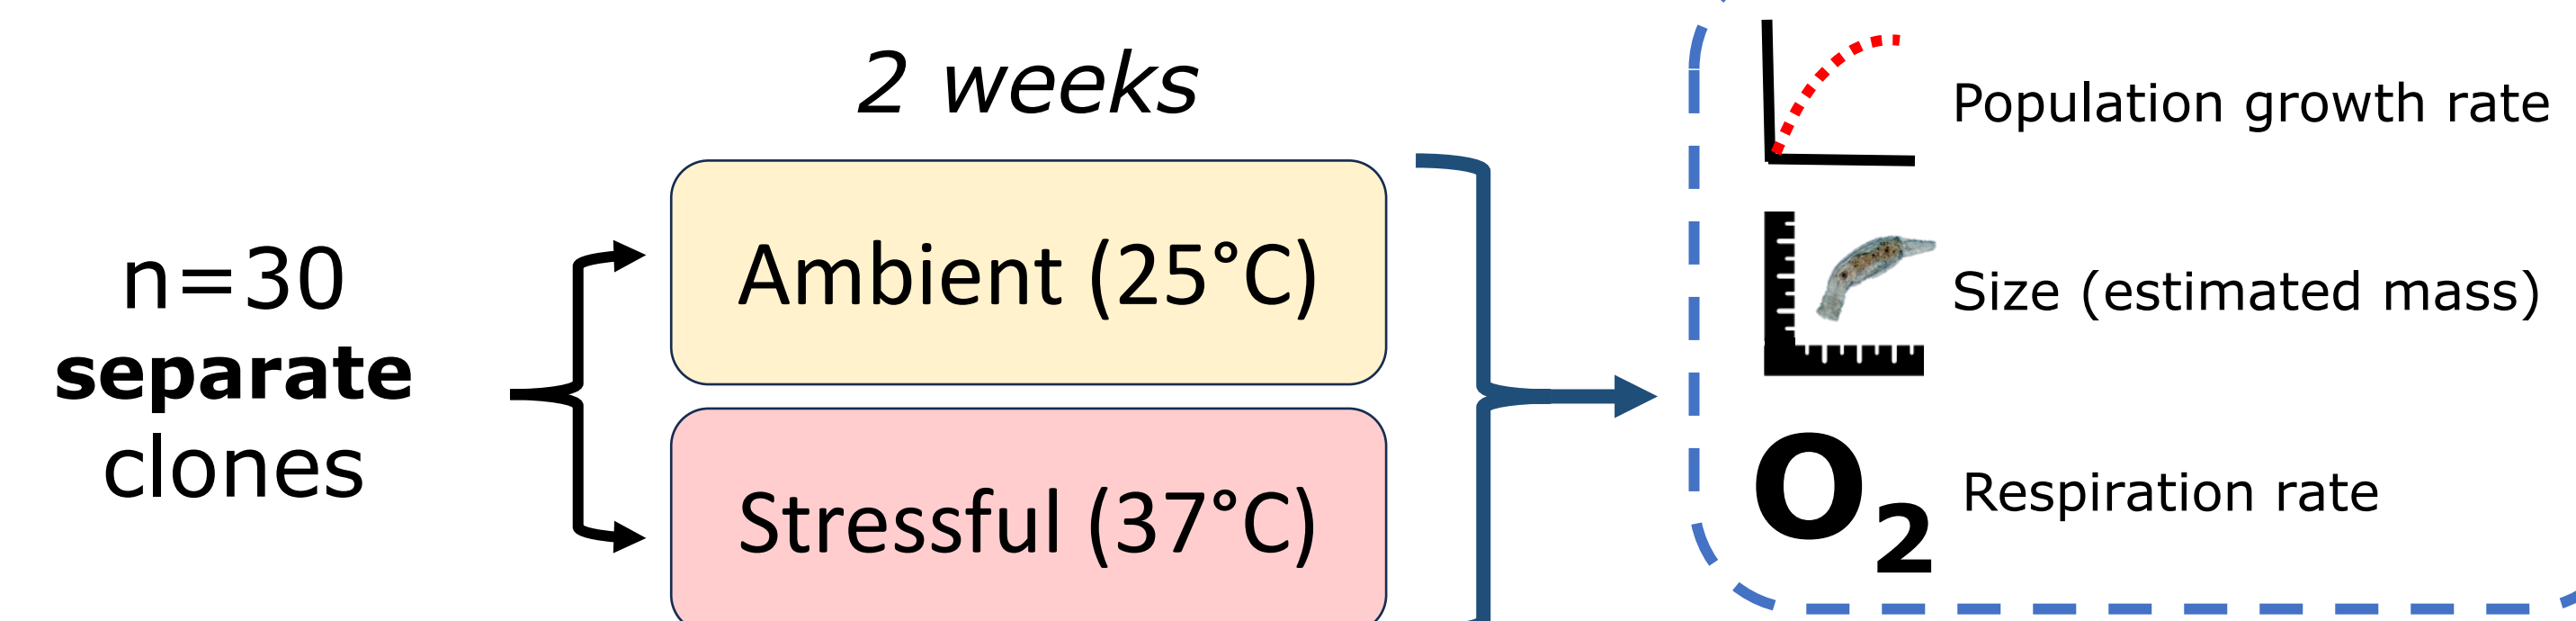 2 weeks
n=30
separate
clones
Ambient (25°C)
Stressful (37°C)
Population growth rate
Size (estimated mass)
O₂ Respiration rate